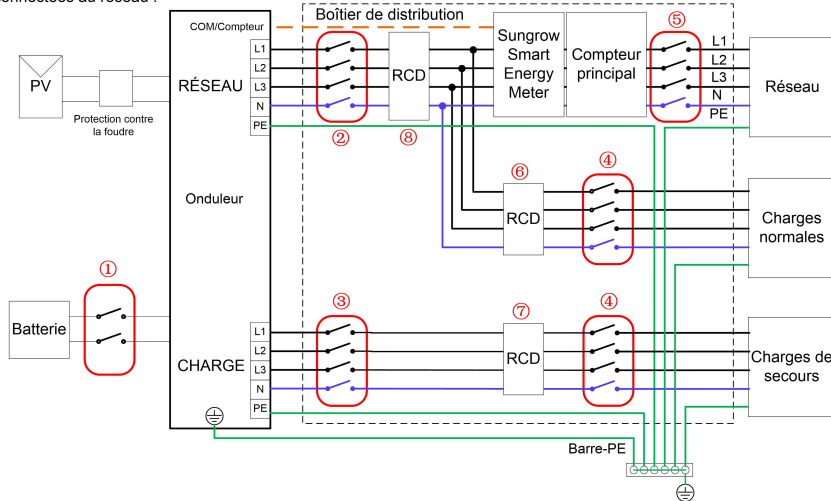 connectées au réseau :
COM/Compteur
Boîtier de distribution
⑤
PV
Protection contre
la foudre
RÉSEAU
L1
L2
L3
N
PE
②
RCD
⑧
Sungrow
Smart
Energy
Meter
Compteur
principal
L1
L2
L3
N
PE
Réseau
Onduleur
⑥
RCD
④
Charges
normales
①
Batterie
CHARGE
L1
L2
L3
N
PE
③
⑦
RCD
④
Charges de
secours
Barre-PE